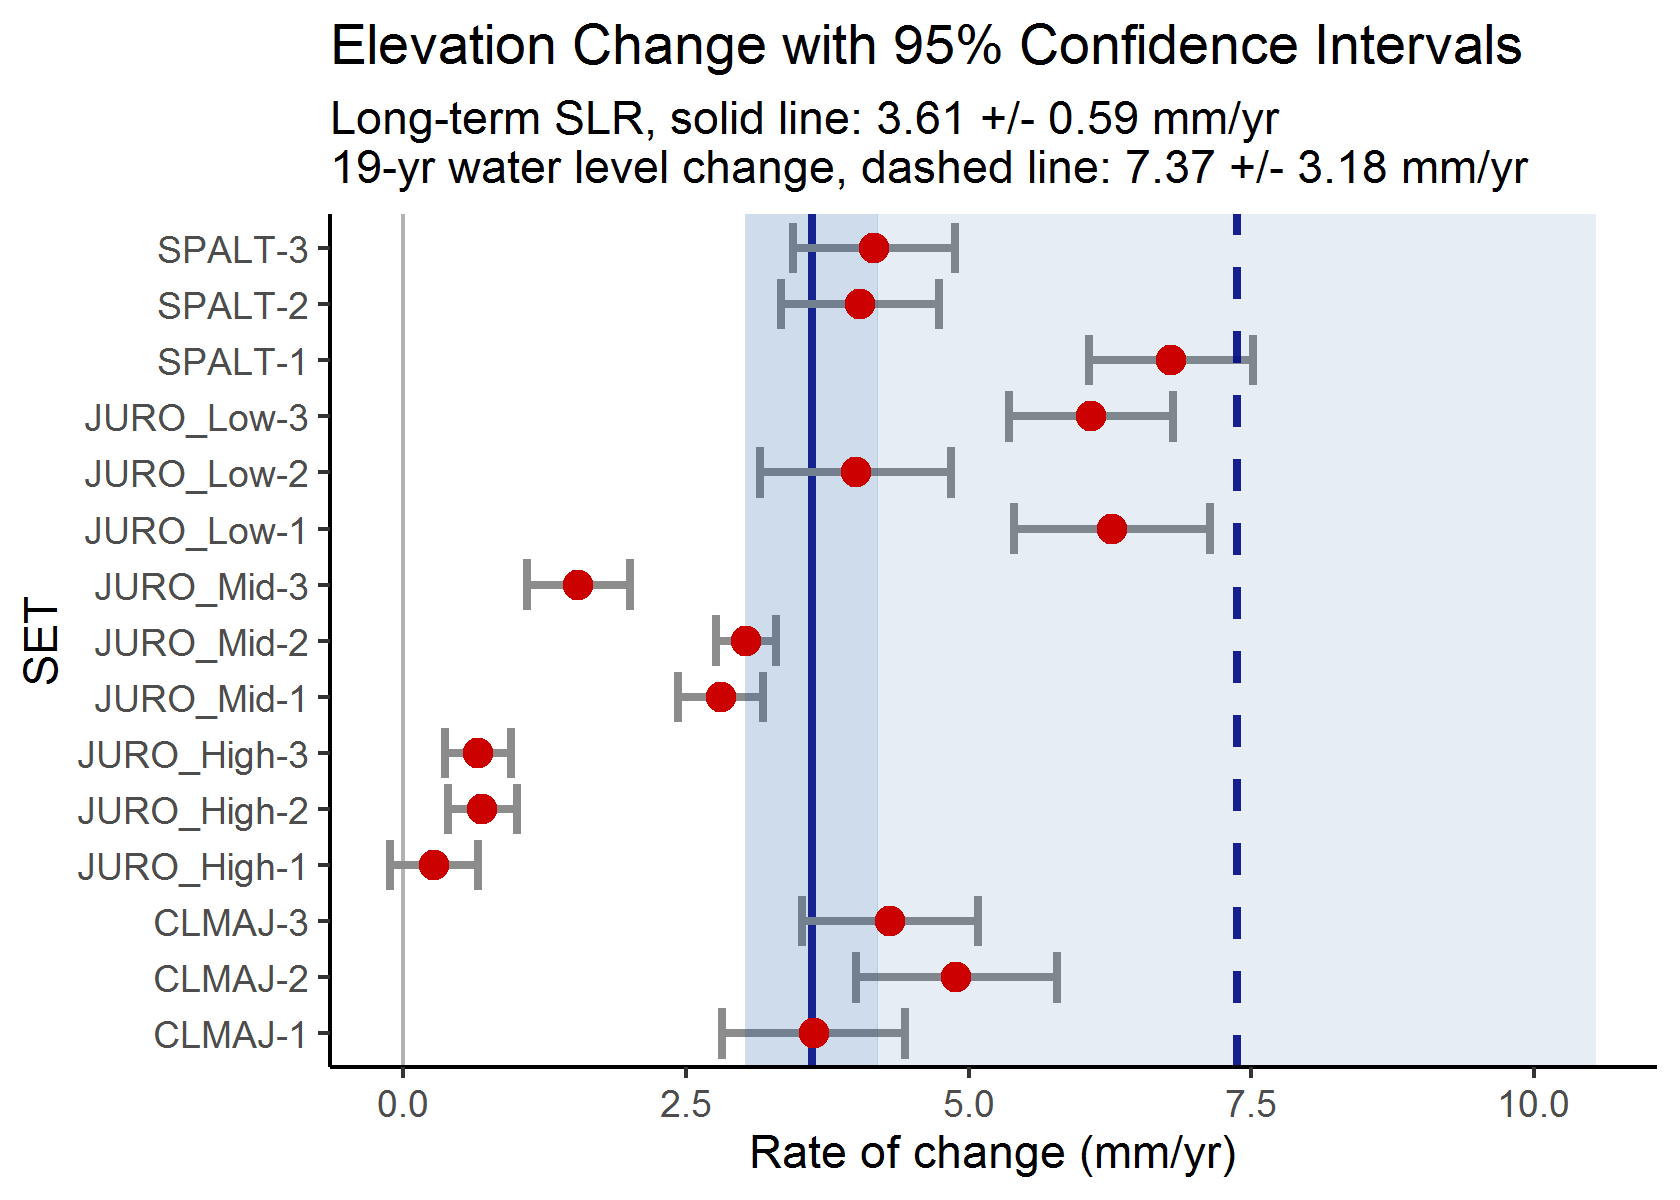 Elevation Change with 95% Confidence Intervals
Long-term SLR, solid line: 3.61 +/- 0.59 mm/yr
19-yr water level change, dashed line: 7.37 +/- 3.18 mm/yr
SET
SPALT-3
SPALT-2
SPALT-1
JURO_Low-3
JURO_Low-2
JURO_Low-1
JURO_Mid-3
JURO_Mid-2
JURO_Mid-1
JURO_High-3
JURO_High-2
JURO_High-1
CLMAJ-3
CLMAJ-2
CLMAJ-1
0.0 2.5 5.0 7.5 10.0
Rate of change (mm/yr)